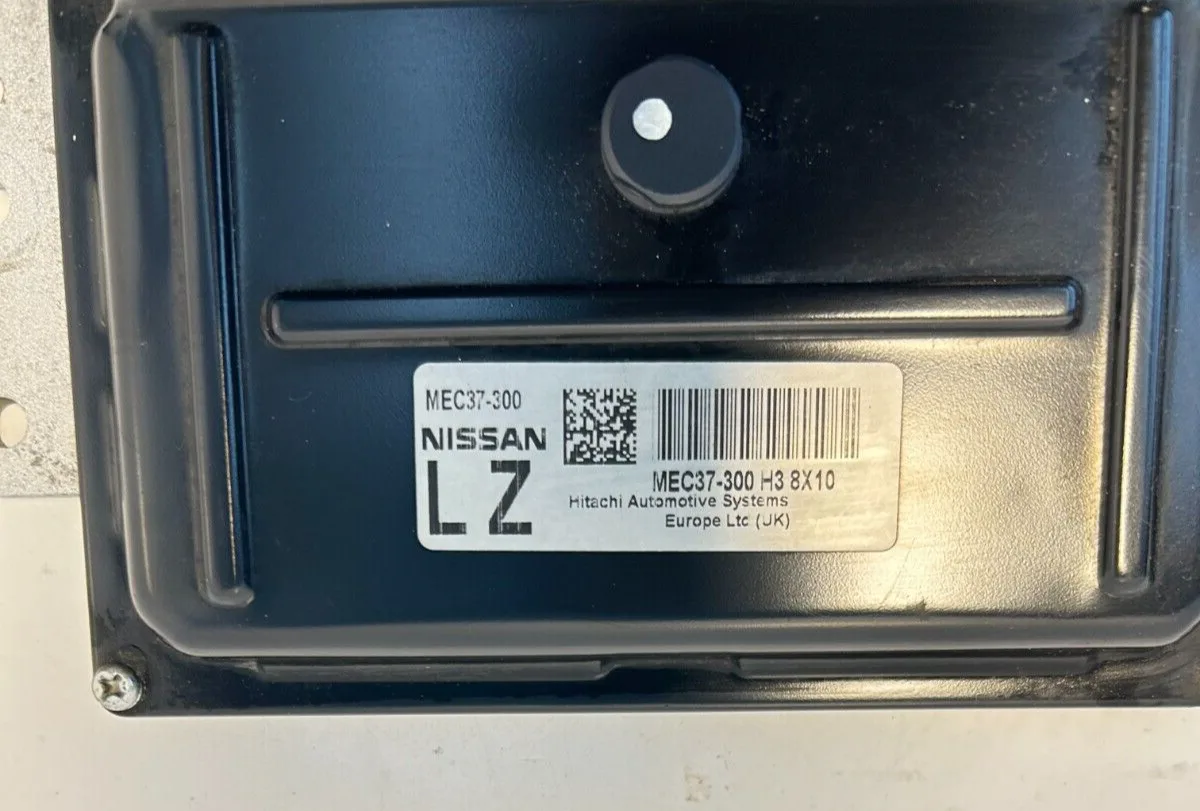 MEC37-300
NISSAN
LZ
MEC37-300 H3 8X10
Hitachi Automotive Systems
Europe Ltd (UK)